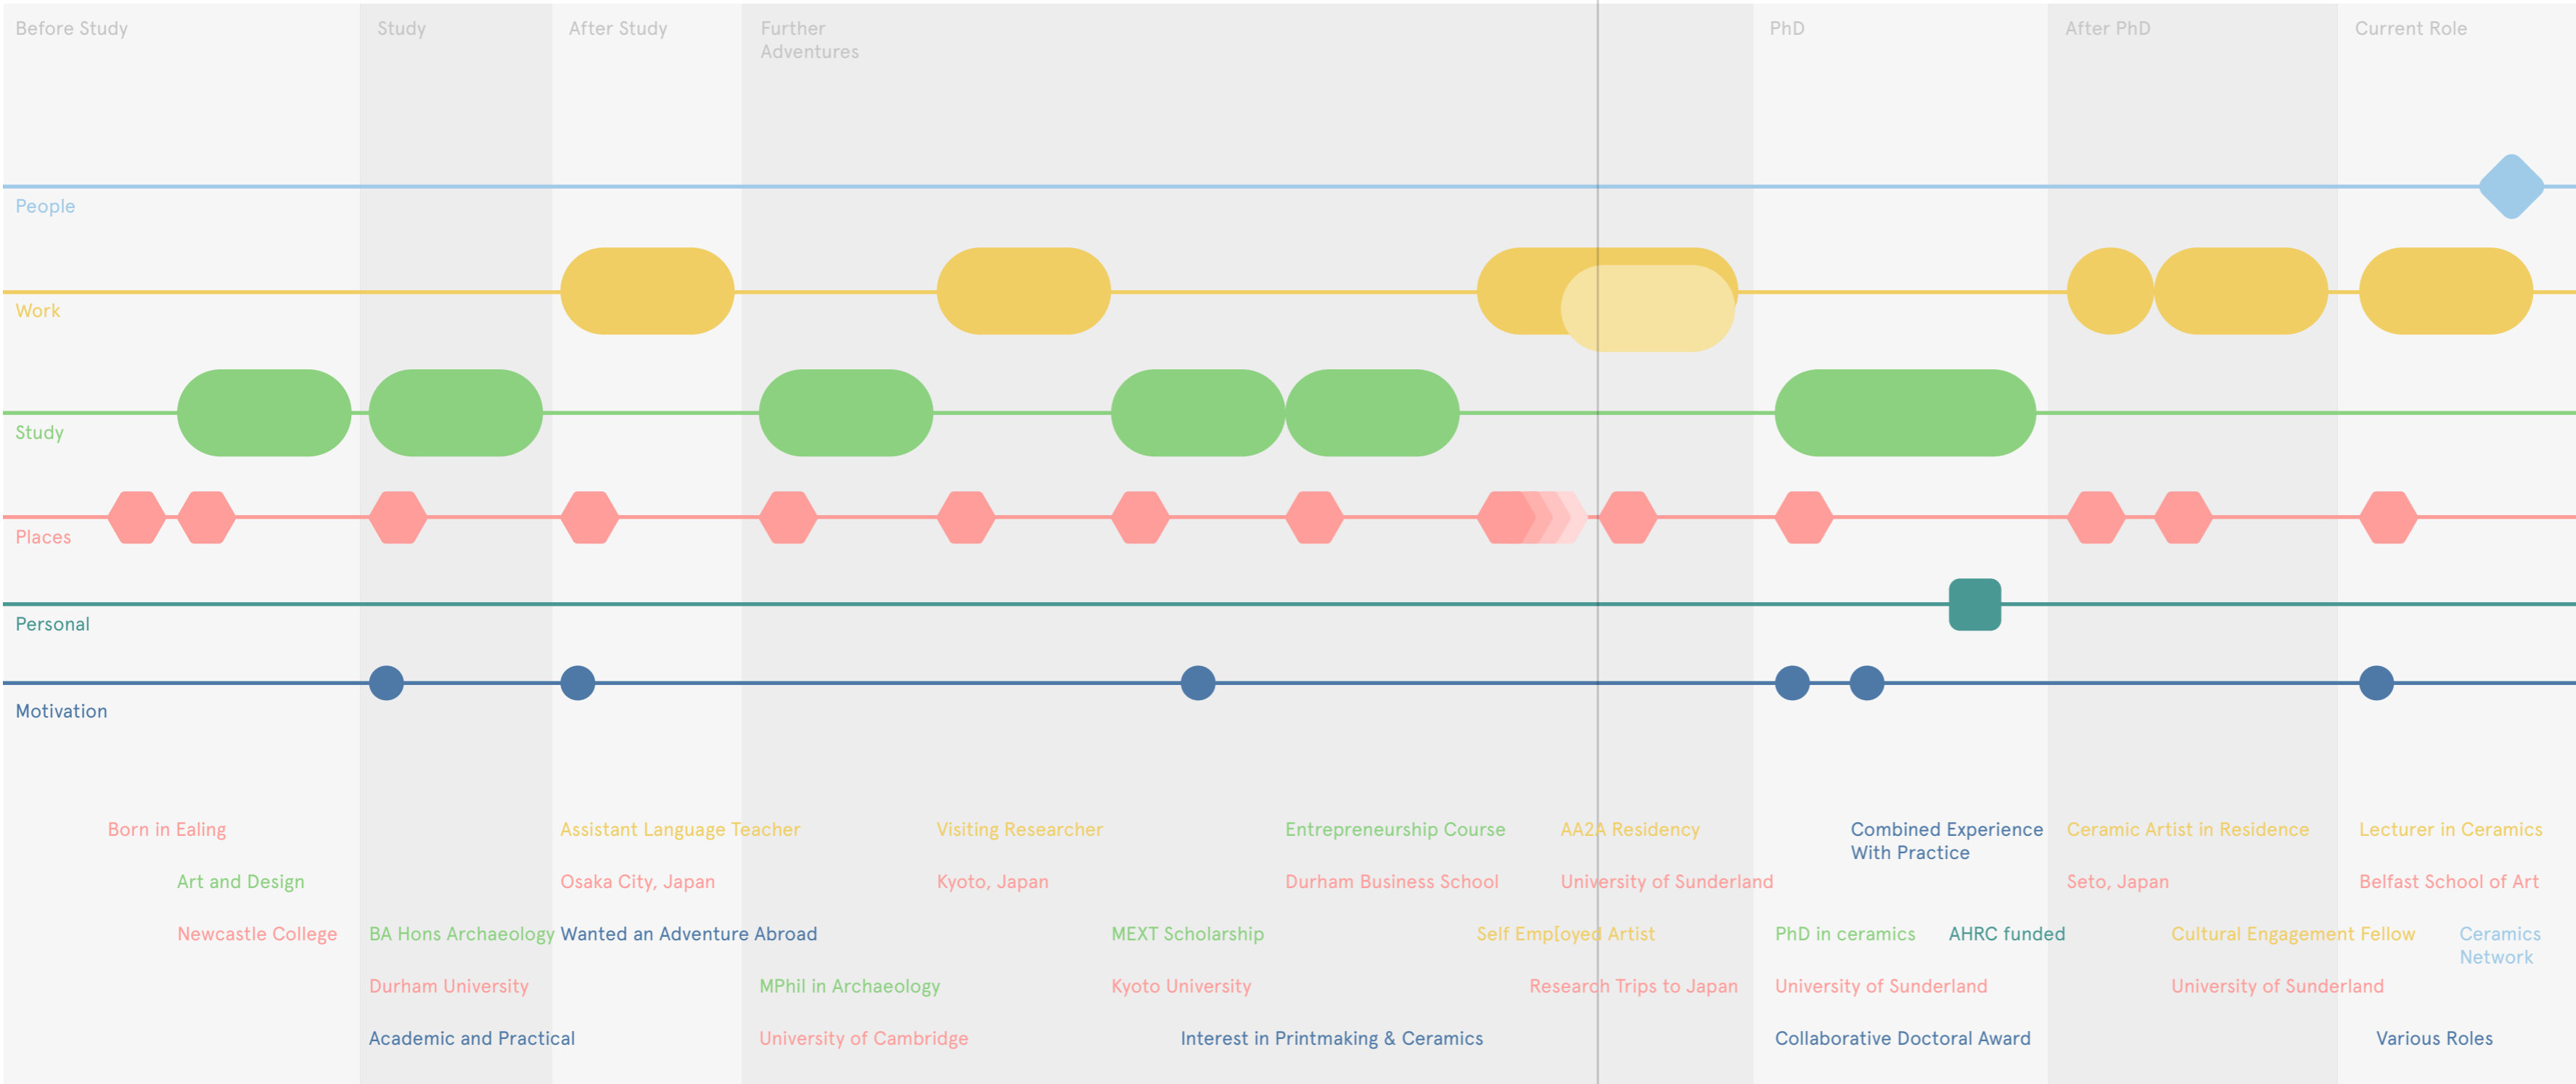 Before Study
Study
After Study
Further
Adventures
PhD
After PhD
Current Role
People
Work
Study
Places
Personal
Motivation
Born in Ealing
Assistant Language Teacher
Visiting Researcher
Entrepreneurship Course
AA2A Residency
Combined Experience
With Practice
Ceramic Artist in Residence
Lecturer in Ceramics
Art and Design
Osaka City, Japan
Kyoto, Japan
Durham Business School
University of Sunderland
Seto, Japan
Belfast School of Art
Newcastle College
BA Hons Archaeology
Wanted an Adventure Abroad
MEXT Scholarship
Self Emp[oyed Artist
PhD in ceramics
AHRC funded
Cultural Engagement Fellow
Ceramics
Network
Durham University
MPhil in Archaeology
Kyoto University
Research Trips to Japan
University of Sunderland
University of Sunderland
Academic and Practical
University of Cambridge
Interest in Printmaking & Ceramics
Collaborative Doctoral Award
Various Roles